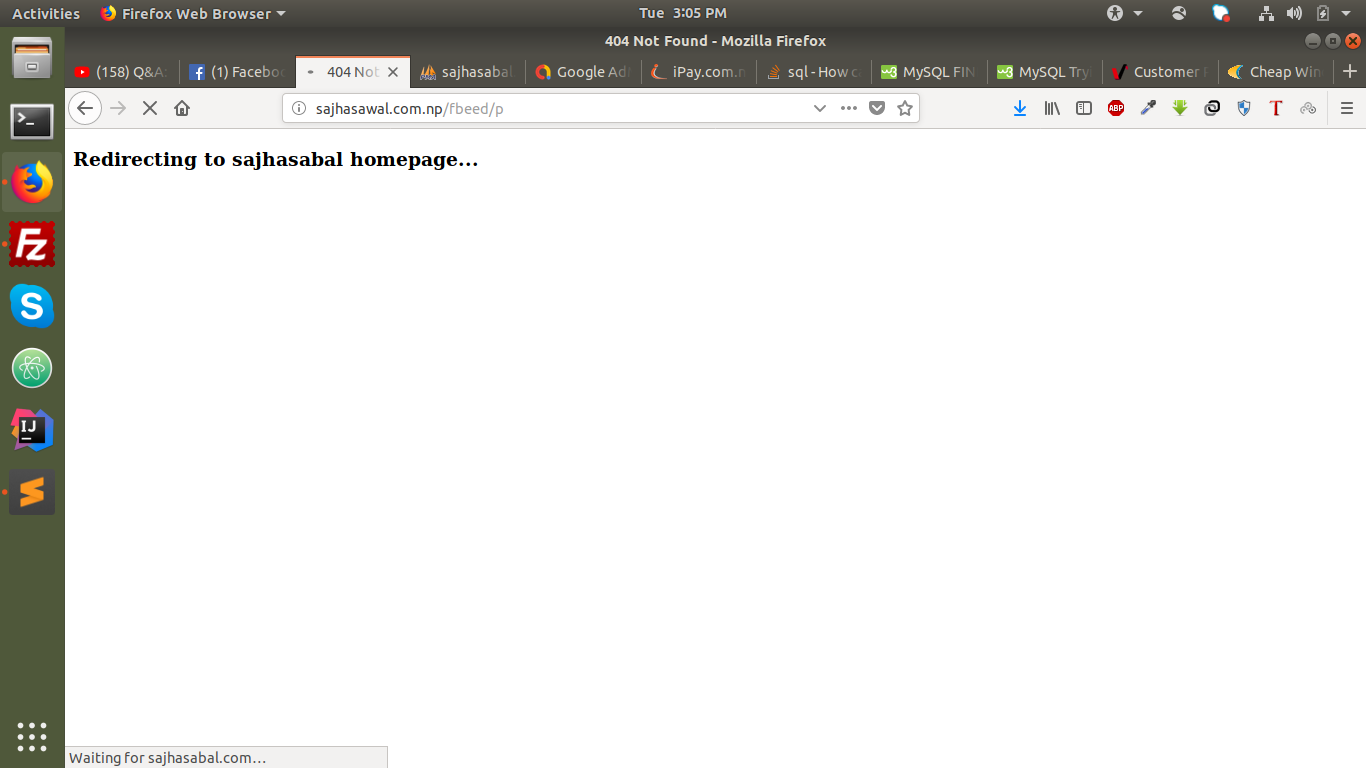 Activities Firefox Web Browser Tue 3:05 PM
404 Not Found - Mozilla Firefox
(158) Q&A: (1) Faceboo 404 Not sajhasabal. Google Ad iPay.com.n sql - How c MySQL FIN MySQL Try Customer Cheap Win
sajhasawal.com.np/fbeed/p
ABP
T
Redirecting to sajhasabal homepage...
Fz
S
IJ
Waiting for sajhasabal.com…